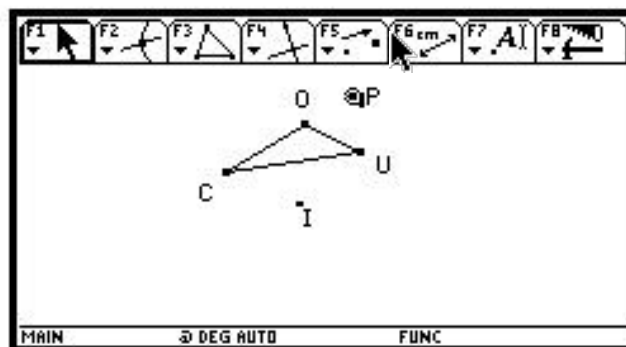 F1 F2 F3 F4 F5 F6 cm F7 .A F8
O P
U
C
I
MAIN @ DEG AUTO FUNC